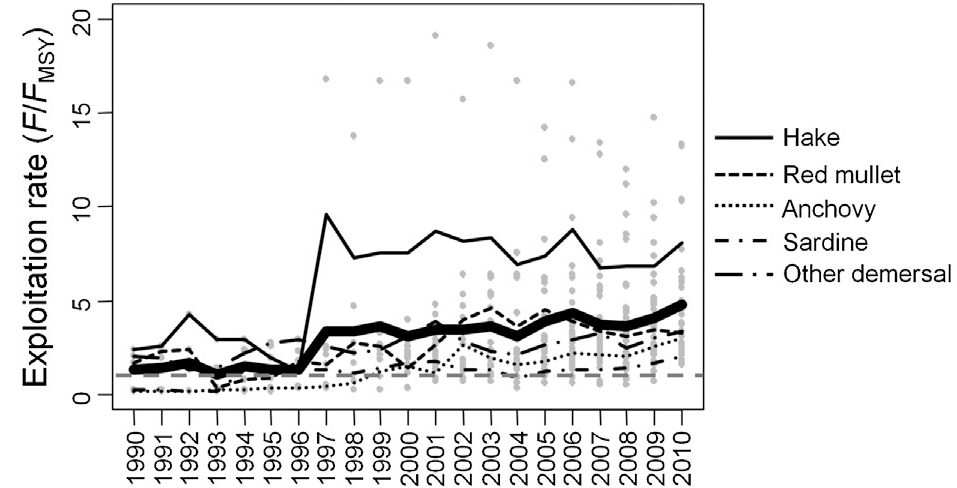 Exploitation rate (F/F_MSY)
20
15
10
5
0
1990 1991 1992 1993 1994 1995 1996 1997 1998 1999 2000 2001 2002 2003 2004 2005 2006 2007 2008 2009 2010
Hake
Red mullet
Anchovy
Sardine
Other demersal